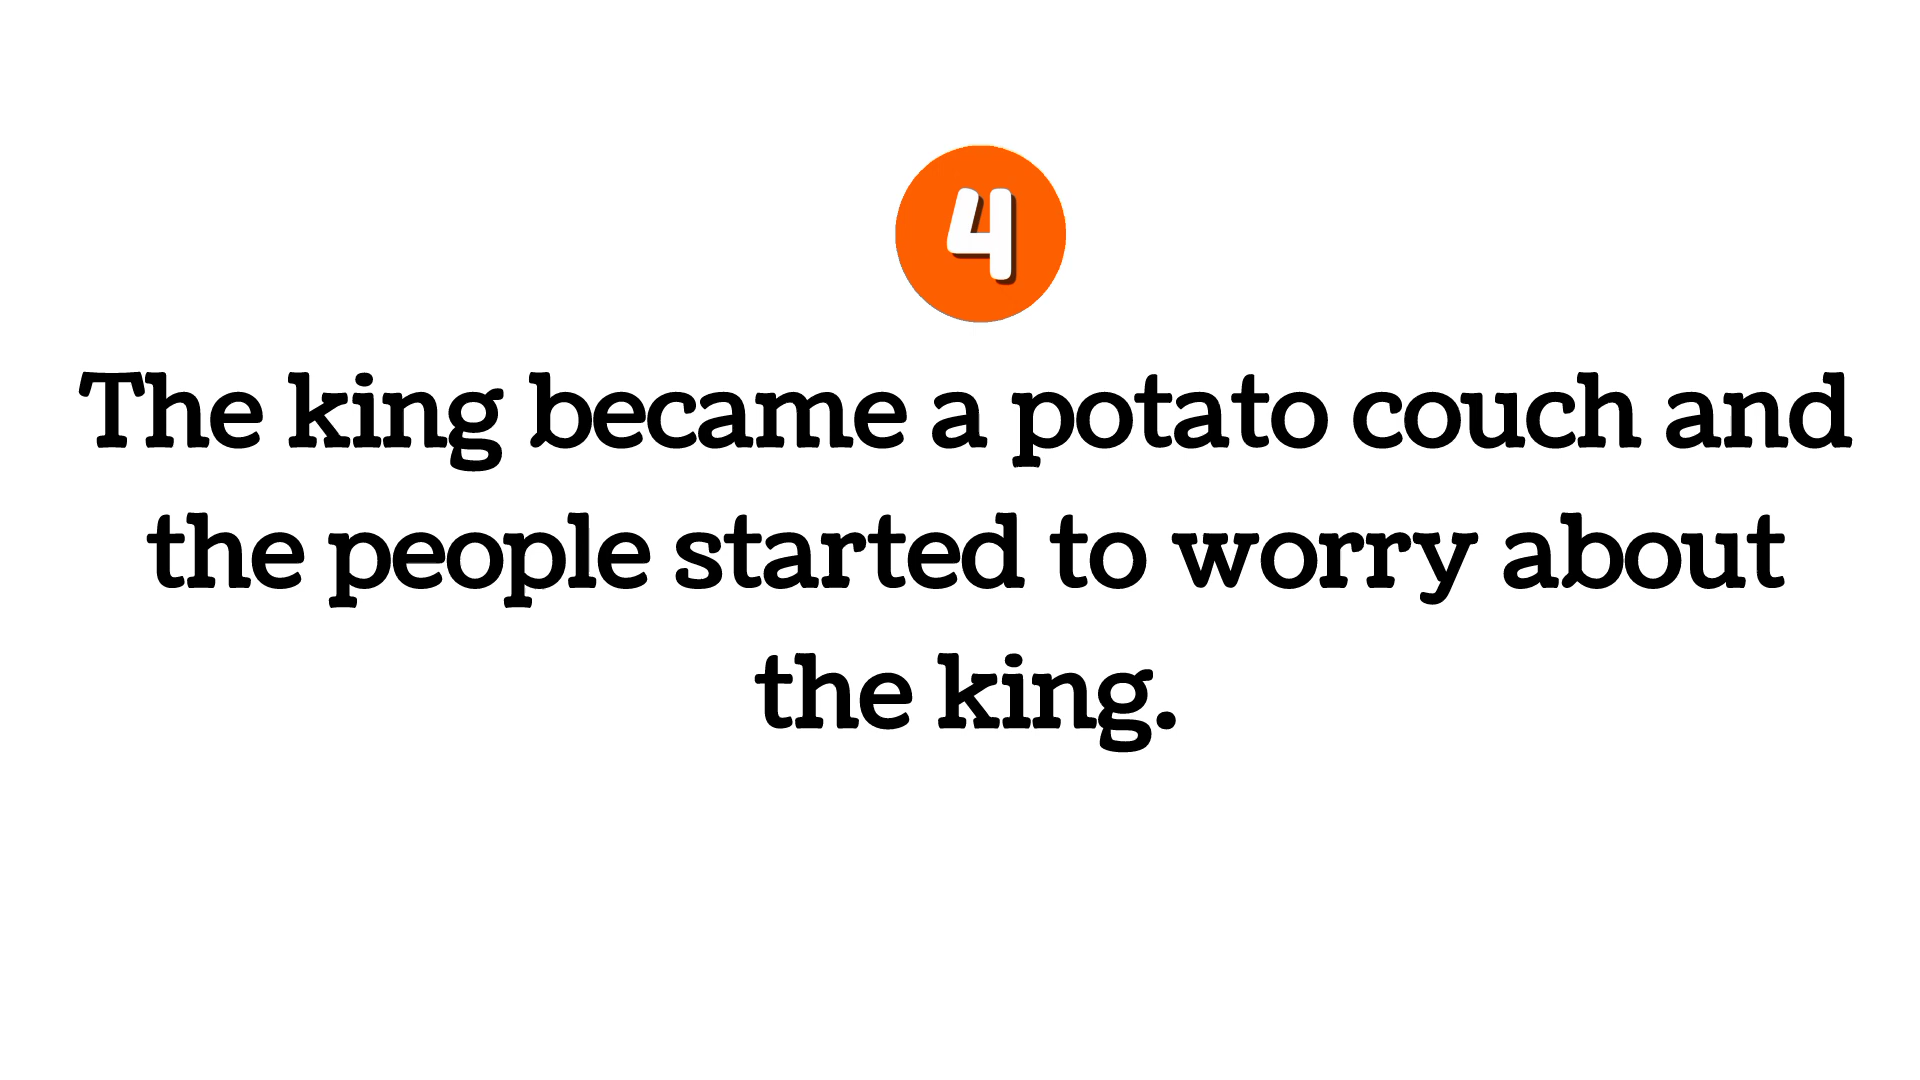 4
The king became a potato couch and
the people started to worry about
the king.